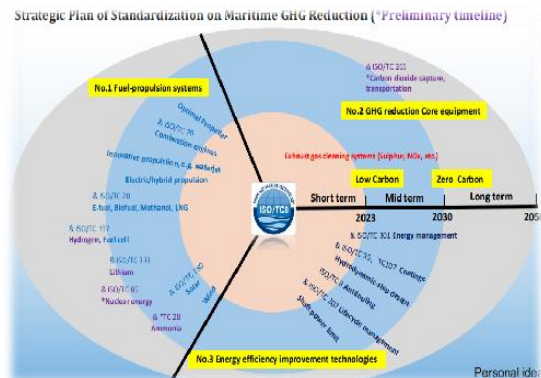 Strategic Plan of Standardization on Maritime GHG Reduction (*Preliminary timeline)
& ISO/TC 265
*Carbon dioxide capture,
transportation
No.1 Fuel-propulsion systems
No.2 GHG reduction Core equipment
Optimal Propeller
& ISO/TC 70
Combustion engines
Innovative propulsion, e.g. waterjet
Electric/hybrid propulsion
Exhaust gas cleaning systems (Sulphur, NOx, etc.)
Low Carbon
Zero Carbon
& ISO/TC 28
E-fuel, Biofuel, Methanol, LNG
ISO/TC8
Short term
Mid term
Long term
2023
2030
2050
& ISO/TC 197
Hydrogen, Fuel cell
& ISO/TC 333
Lithium
& ISO/TC 85
*Nuclear energy
& *TC 28
Ammonia
& ISO/TC 180
Solar
Wind
& ISO/TC 301 Energy management
& ISO/TC 35, TC107 Coatings
Hydrodynamic ship design
ISO/TC 8 Antifouling
& ISO/TC 207 Lifecycle management
Shaft power limit
No.3 Energy efficiency improvement technologies
Personal idea